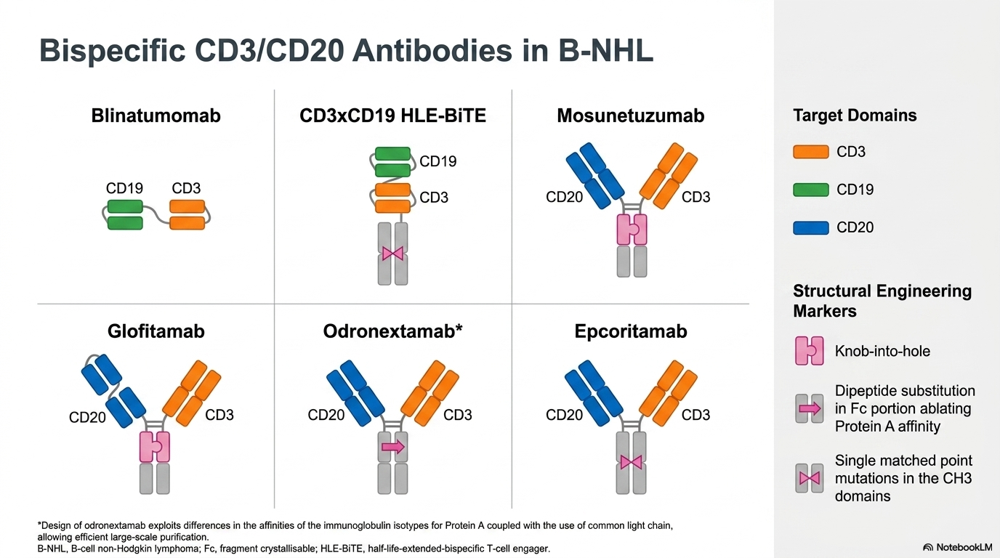 Bispecific CD3/CD20 Antibodies in B-NHL
Blinatumomab
CD19
CD3
CD3xCD19 HLE-BiTE
CD19
CD3
Mosunetuzumab
CD20
CD3
Glofitamab
CD20
CD3
Odronextamab*
CD20
CD3
Epcoritamab
CD20
CD3
*Design of odronextamab exploits differences in the affinities of the immunoglobulin isotypes for Protein A coupled with the use of common light chain,
allowing efficient large-scale purification.
B-NHL, B-cell non-Hodgkin lymphoma; Fc, fragment crystallisable; HLE-BiTE, half-life-extended-bispecific T-cell engager.
Target Domains
CD3
CD19
CD20
Structural Engineering
Markers
Knob-into-hole
Dipeptide substitution
in Fc portion ablating
Protein A affinity
Single matched point
mutations in the CH3
domains
NotebookLM